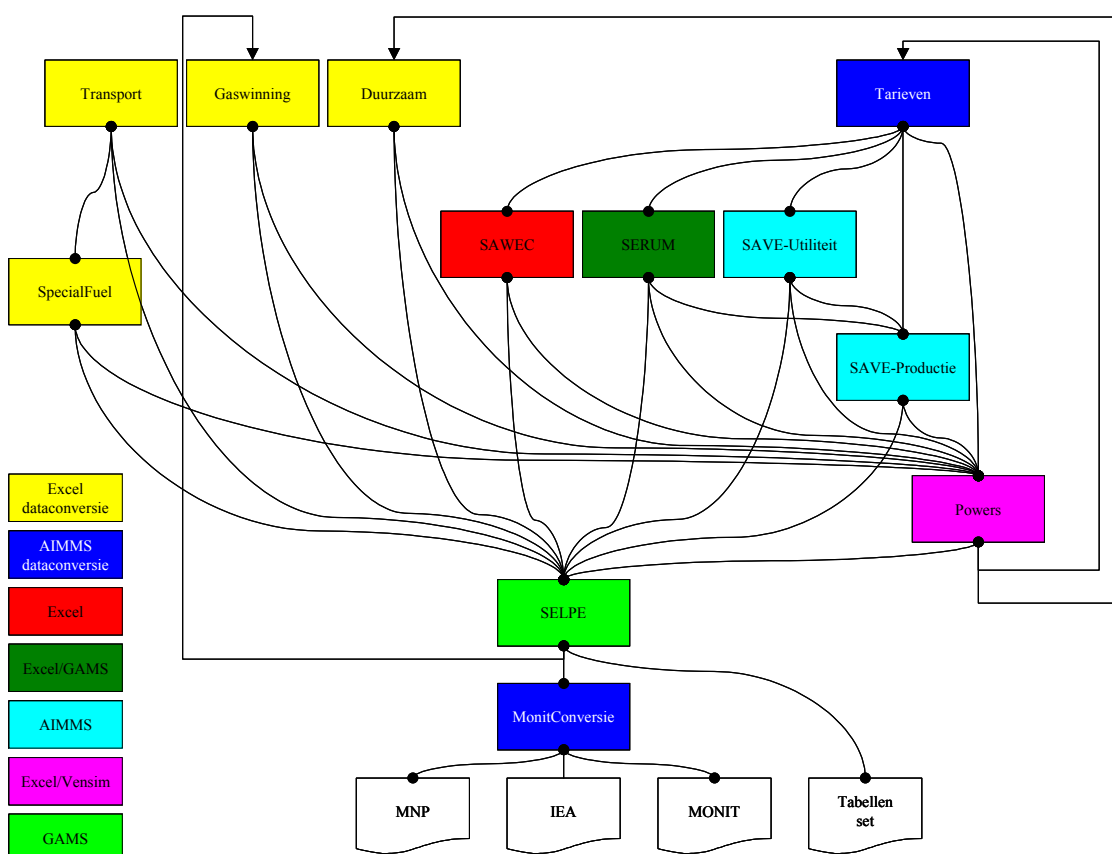 Transport
Gaswinning
Duurzaam
Tarieven
SAWEC
SERUM
SAVE-Utiliteit
SpecialFuel
SAVE-Productie
Excel
dataconversie
Powers
AIMMS
dataconversie
Excel
SELPE
Excel/GAMS
MonitConversie
AIMMS
Excel/Vensim
MNP
IEA
MONIT
Tabellen
set
GAMS